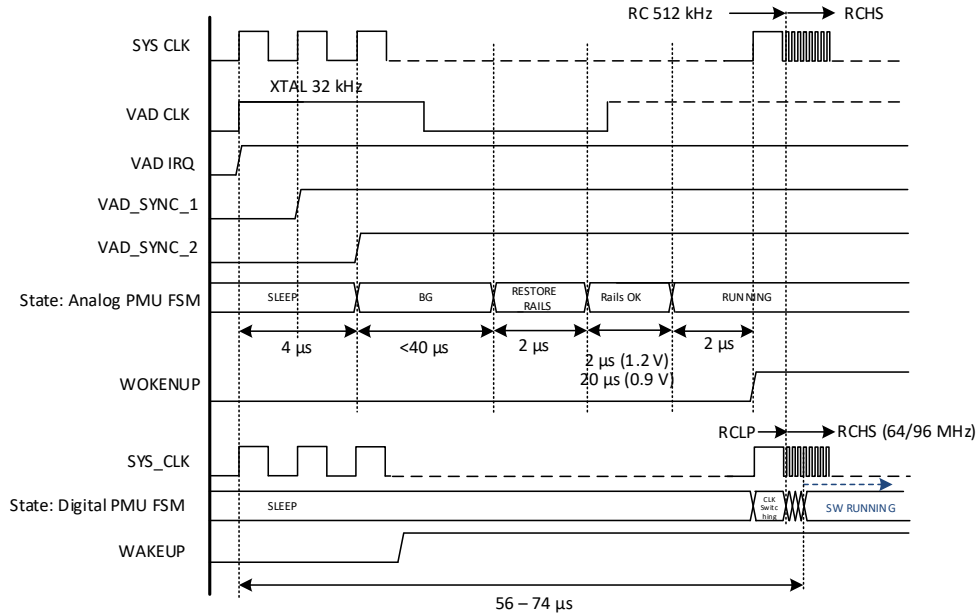 RC 512 kHz
RCHS
SYS CLK
XTAL 32 kHz
VAD CLK
VAD IRQ
VAD_SYNC_1
VAD_SYNC_2
State: Analog PMU FSM
SLEEP
BG
RESTORE
RAILS
Rails OK
RUNNING
4 µs
<40 µs
2 µs
2 µs (1.2 V)
20 µs (0.9 V)
2 µs
WOKENUP
RCLP
RCHS (64/96 MHz)
SYS_CLK
State: Digital PMU FSM
SLEEP
CLK
Switc
hing
SW RUNNING
WAKEUP
56 – 74 µs